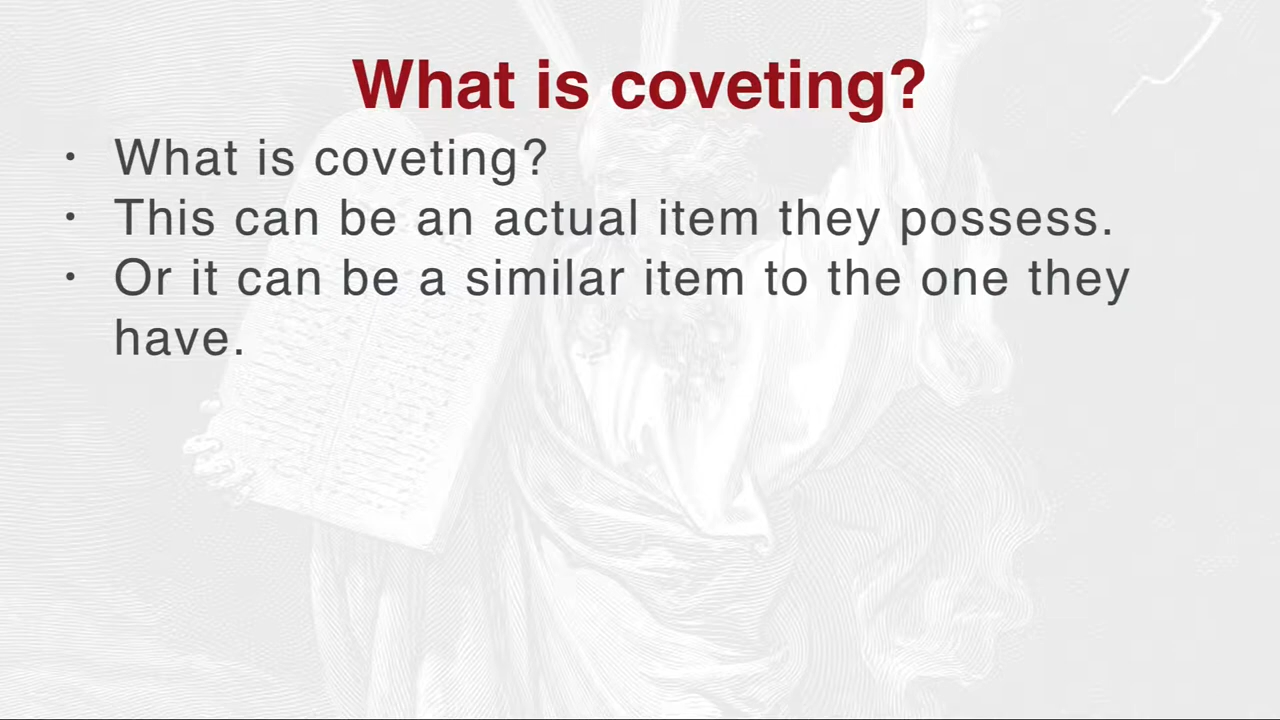 What is coveting?
• What is coveting?
• This can be an actual item they possess.
• Or it can be a similar item to the one they
have.